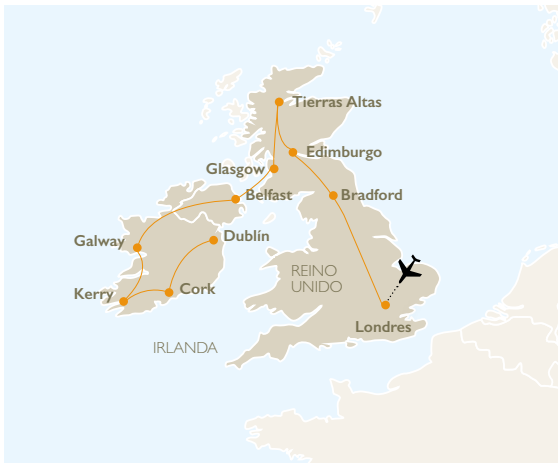 Tierras Altas
Edimburgo
Glasgow
Bradford
Belfast
Dublín
Galway
REINO
UNIDO
Kerry
Cork
Londres
IRLANDA